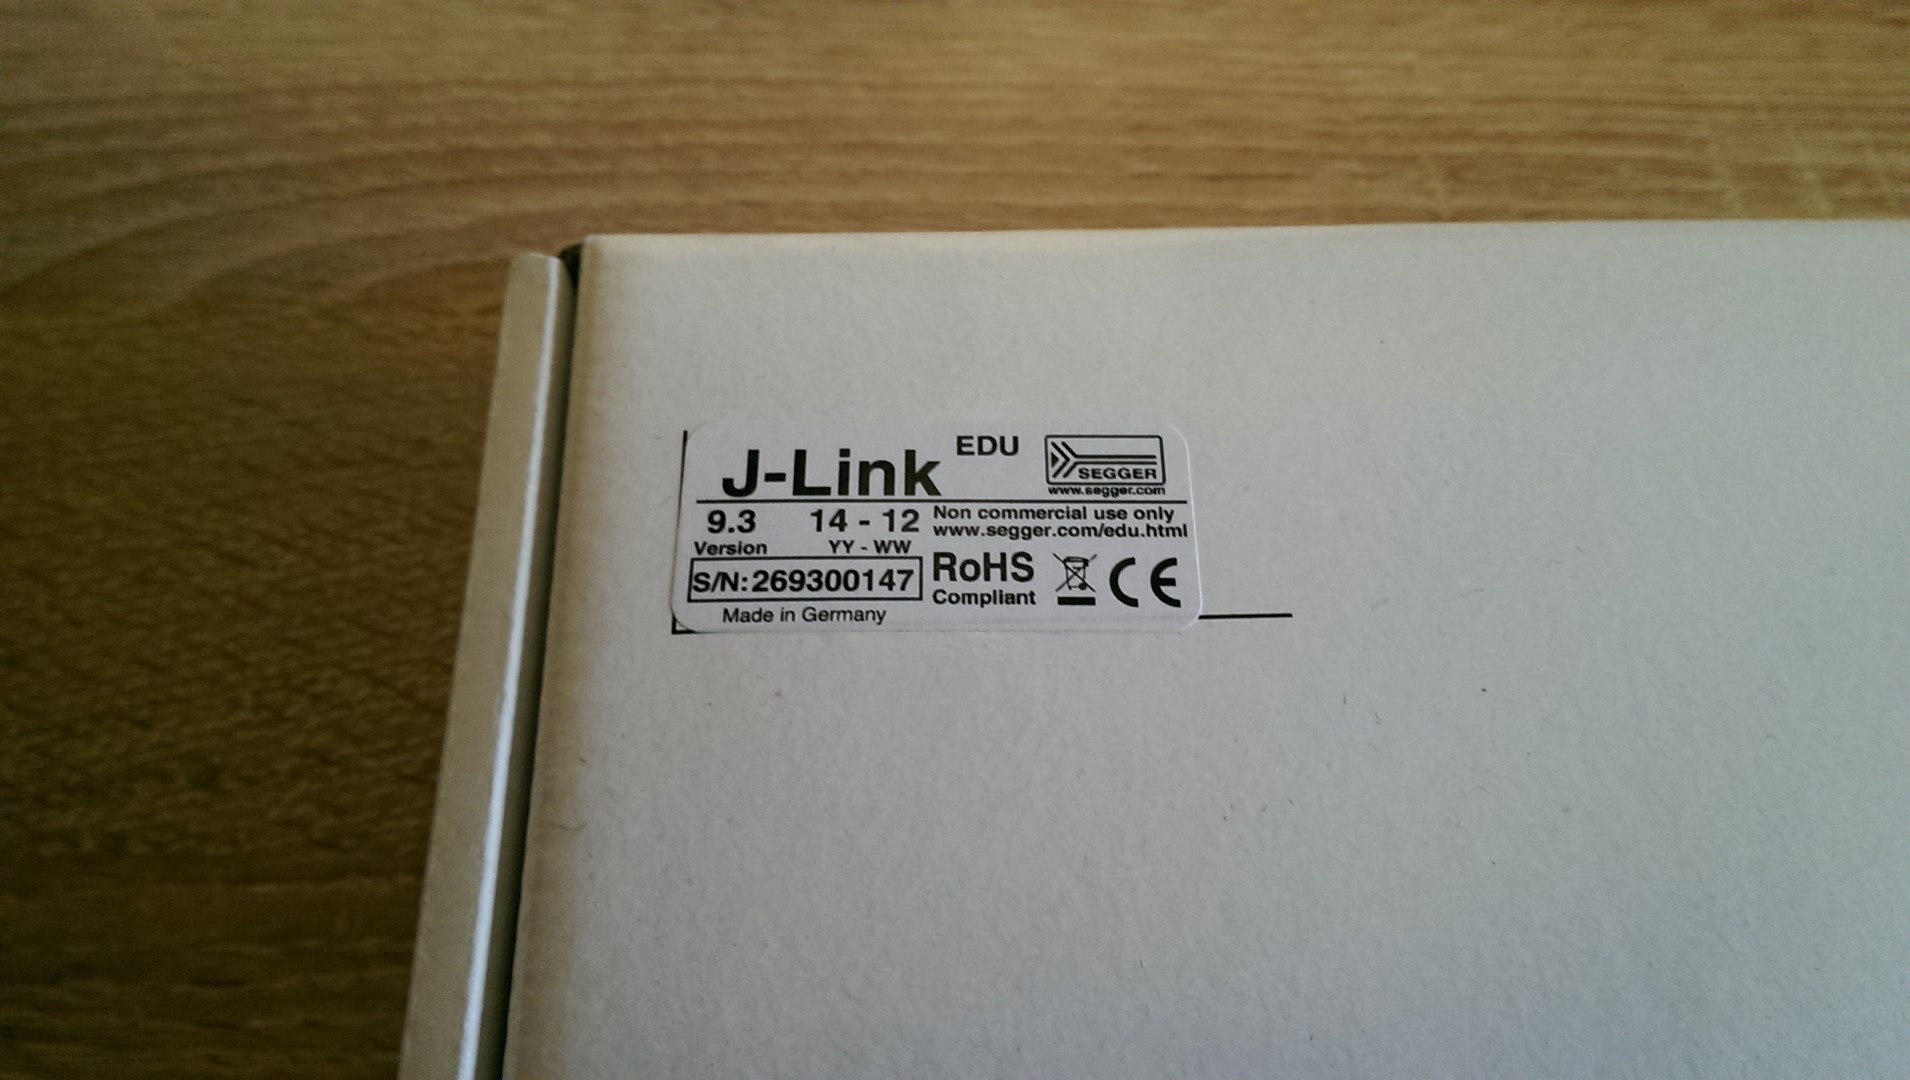 J-Link EDU
SEGGER
www.segger.com
9.3 14 - 12
Version YY - WW
Non commercial use only
www.segger.com/edu.html
S/N: 269300147
RoHS
Compliant
CE
Made in Germany